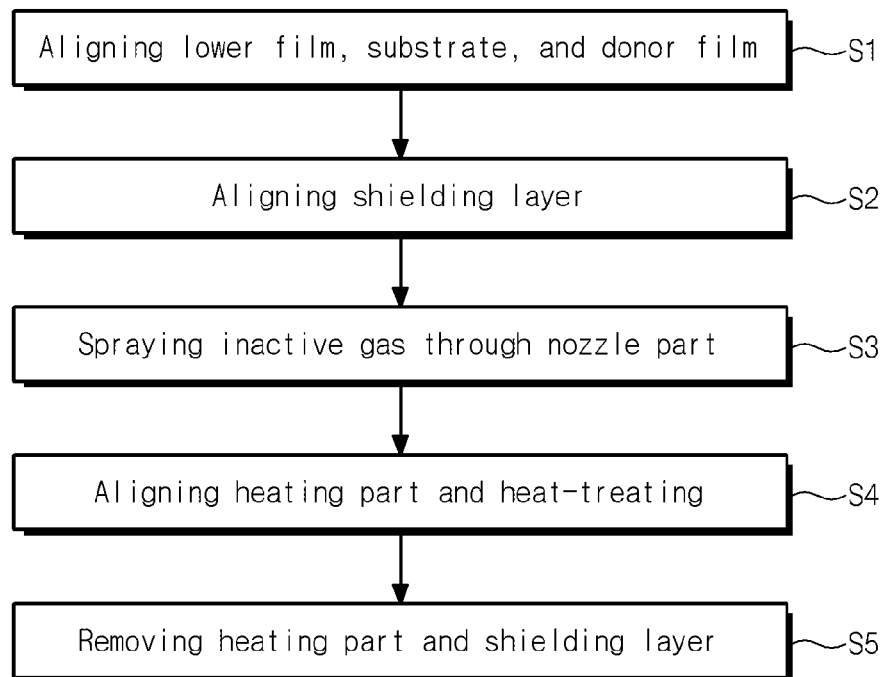 Aligning lower film, substrate, and donor film
S1
Aligning shielding layer
S2
Spraying inactive gas through nozzle part
S3
Aligning heating part and heat-treating
S4
Removing heating part and shielding layer
S5